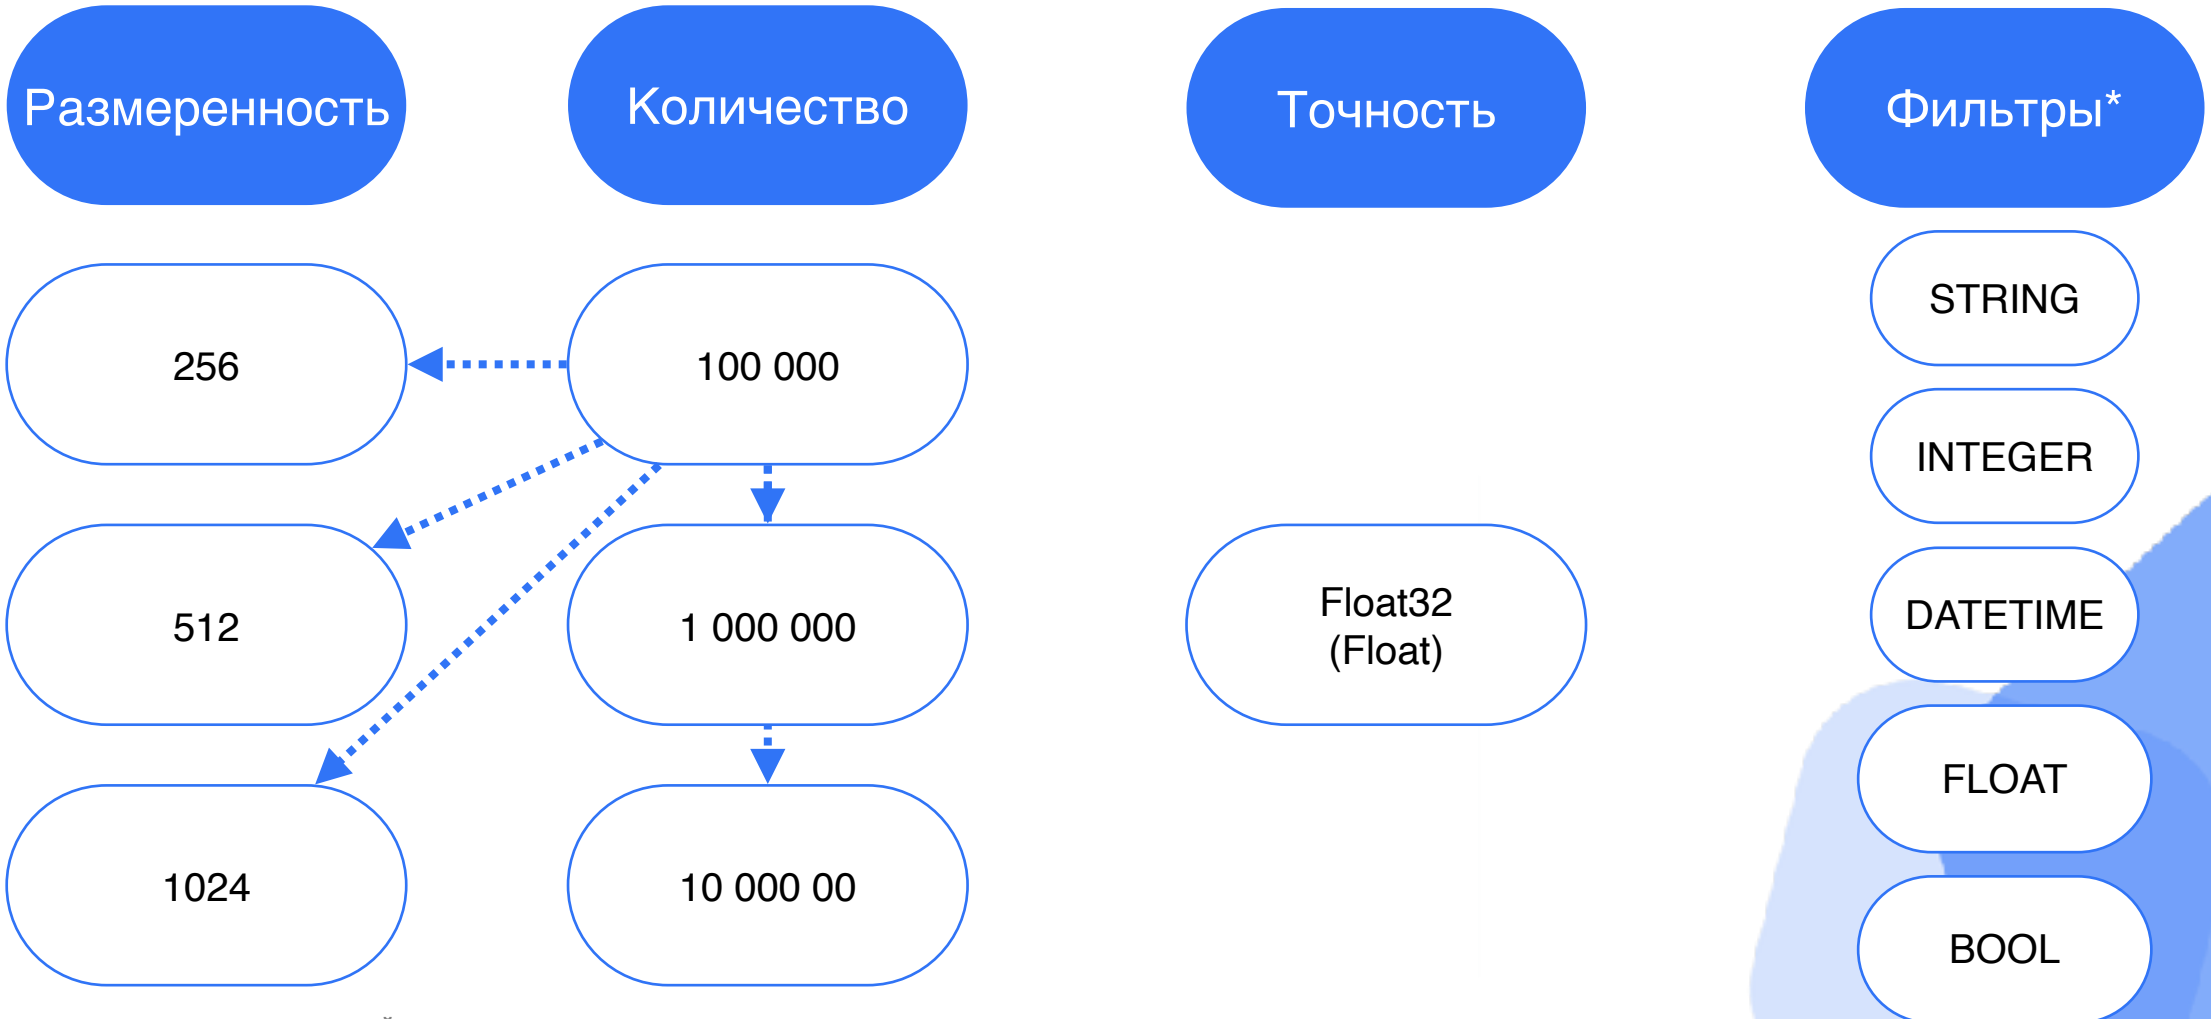 Размеренность
Количество
Точность
Фильтры*
256
100 000
STRING
INTEGER
512
1 000 000
Float32
(Float)
DATETIME
FLOAT
1024
10 000 00
BOOL